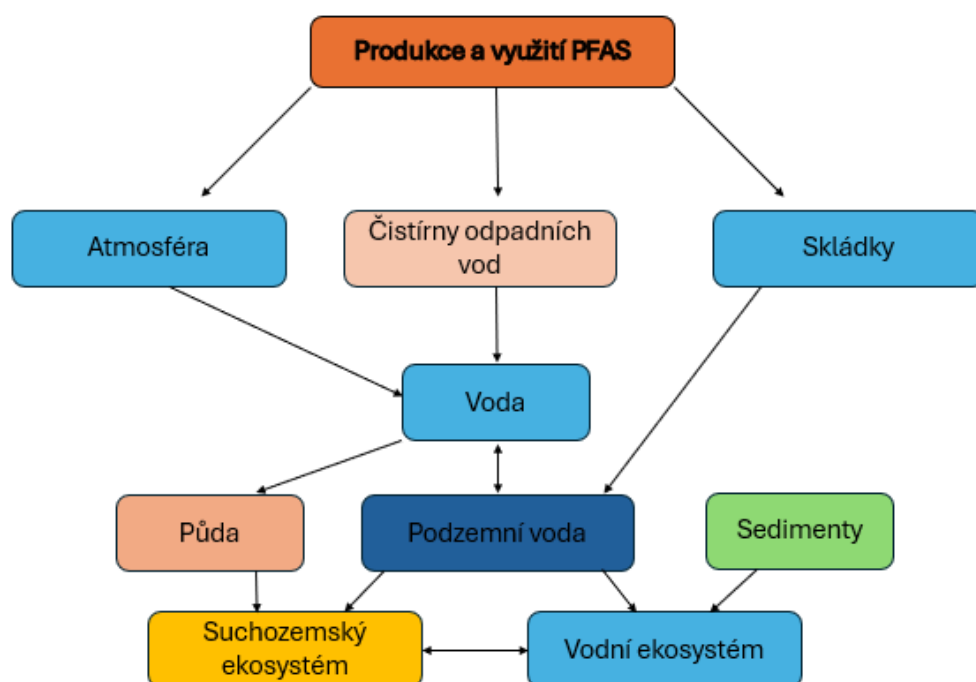 Produkce a využití PFAS
Atmosféra
Čistírny odpadních
vod
Skládky
Voda
Půda
Podzemní voda
Sedimenty
Suchozemský
ekosystém
Vodní ekosystém